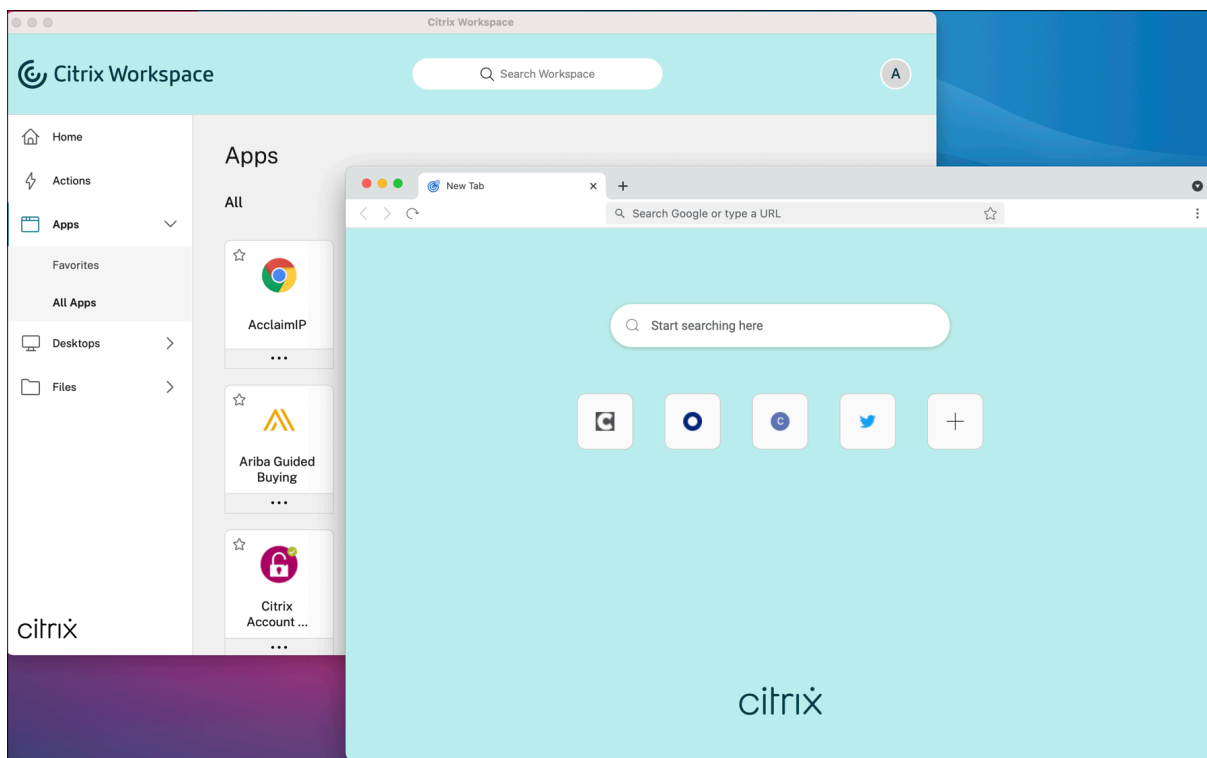 Citrix Workspace
Citrix Workspace
Search Workspace
A
Home
Actions
Apps
Favorites
All Apps
Desktops
Files
citrix
Apps
All
AcclaimIP
...
Ariba Guided
Buying
...
Citrix
Account ...
...
New Tab
Search Google or type a URL
Start searching here
C
C
citrix